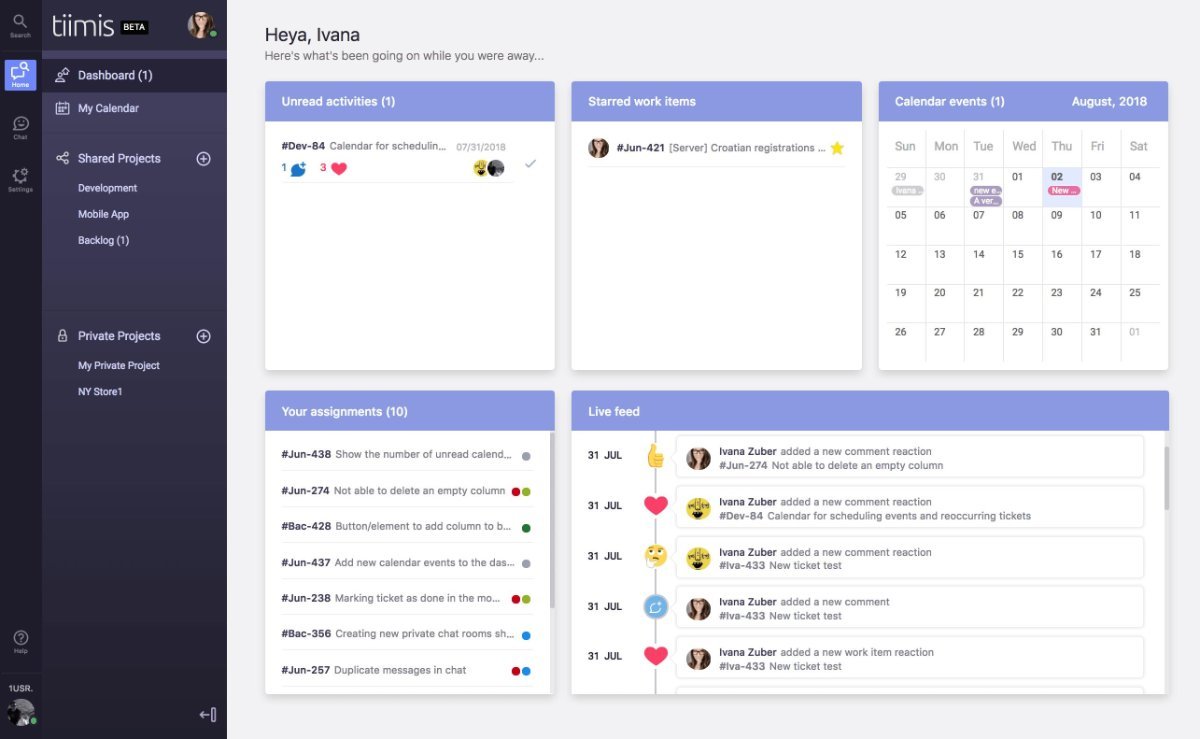 Search
Home
Chat
Settings
Help
1USR.
tiimis BETA
Dashboard (1)
My Calendar
Shared Projects
Development
Mobile App
Backlog (1)
Private Projects
My Private Project
NY Store1
Heya, Ivana
Here's what's been going on while you were away...
Unread activities (1)
#Dev-84 Calendar for schedulin... 07/31/2018
1 3
Starred work items
#Jun-421 [Server] Croatian registrations ...
Calendar events (1) August, 2018
Sun Mon Tue Wed Thu Fri Sat
29 30 31 01 02 03 04
Ivana ... new e... New ...
A ver...
05 06 07 08 09 10 11
12 13 14 15 16 17 18
19 20 21 22 23 24 25
26 27 28 29 30 31 01
Your assignments (10)
#Jun-438 Show the number of unread calend...
#Jun-274 Not able to delete an empty column
#Bac-428 Button/element to add column to b...
#Jun-437 Add new calendar events to the das...
#Jun-238 Marking ticket as done in the mo...
#Bac-356 Creating new private chat rooms sh...
#Jun-257 Duplicate messages in chat
Live feed
31 JUL
Ivana Zuber added a new comment reaction
#Jun-274 Not able to delete an empty column
31 JUL
Ivana Zuber added a new comment reaction
#Dev-84 Calendar for scheduling events and reoccurring tickets
31 JUL
Ivana Zuber added a new comment reaction
#Iva-433 New ticket test
31 JUL
Ivana Zuber added a new comment
#Iva-433 New ticket test
31 JUL
Ivana Zuber added a new work item reaction
#Iva-433 New ticket test